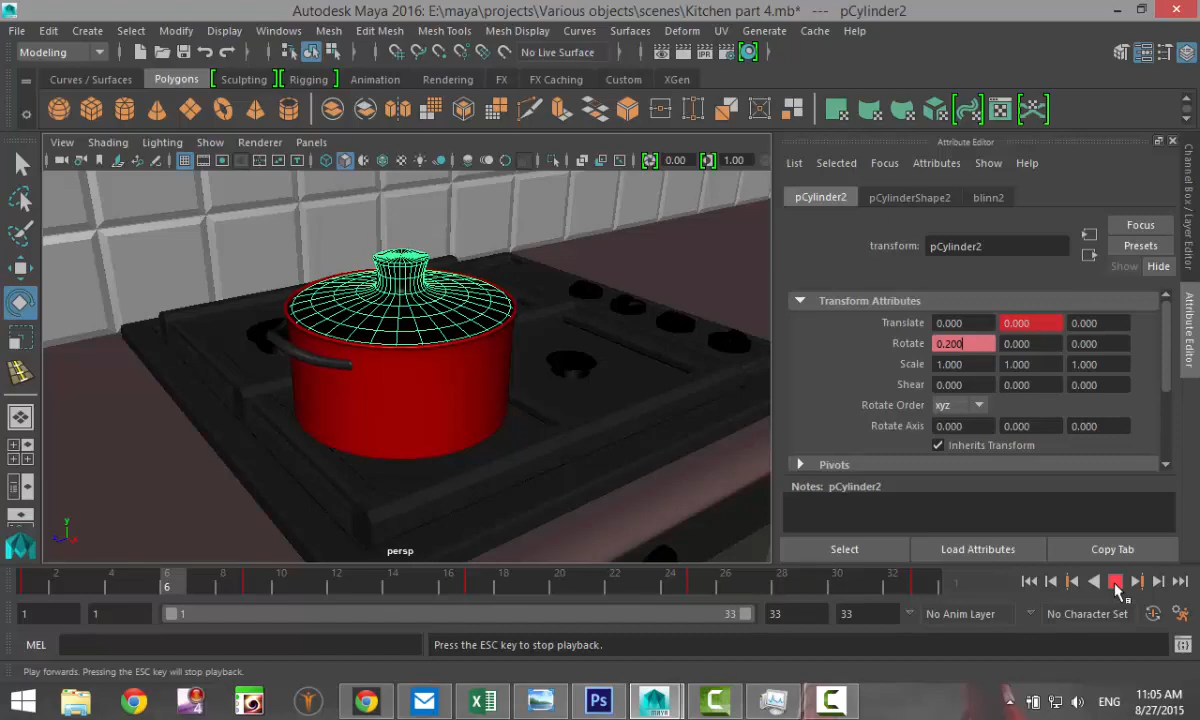 Autodesk Maya 2016: E:\maya\projects\Various objects\scenes\Kitchen part 4.mb* --- pCylinder2
File Edit Create Select Modify Display Windows Mesh Edit Mesh Mesh Tools Mesh Display Curves Surfaces Deform UV Generate Cache Help
Modeling No Live Surface
Curves / Surfaces Polygons Sculpting Rigging Animation Rendering FX FX Caching Custom XGen
View Shading Lighting Show Renderer Panels
0.00 1.00
persp
Attribute Editor
List Selected Focus Attributes Show Help
pCylinder2 pCylinderShape2 blinn2
Focus
transform: pCylinder2
Presets
Show Hide
Transform Attributes
Translate 0.000 0.000 0.000
Rotate 0.200 0.000 0.000
Scale 1.000 1.000 1.000
Shear 0.000 0.000 0.000
Rotate Order xyz
Rotate Axis 0.000 0.000 0.000
Inherits Transform
Pivots
Notes: pCylinder2
Select Load Attributes Copy Tab
Channel Box / Layer Editor
Attribute Editor
2 4 6 8 10 12 14 16 18 20 22 24 26 28 30 32
6
1
1 1 1 33 33 33 No Anim Layer No Character Set
MEL Press the ESC key to stop playback.
Play forwards. Pressing the ESC key will stop playback.
ENG
11:05 AM
8/27/2015